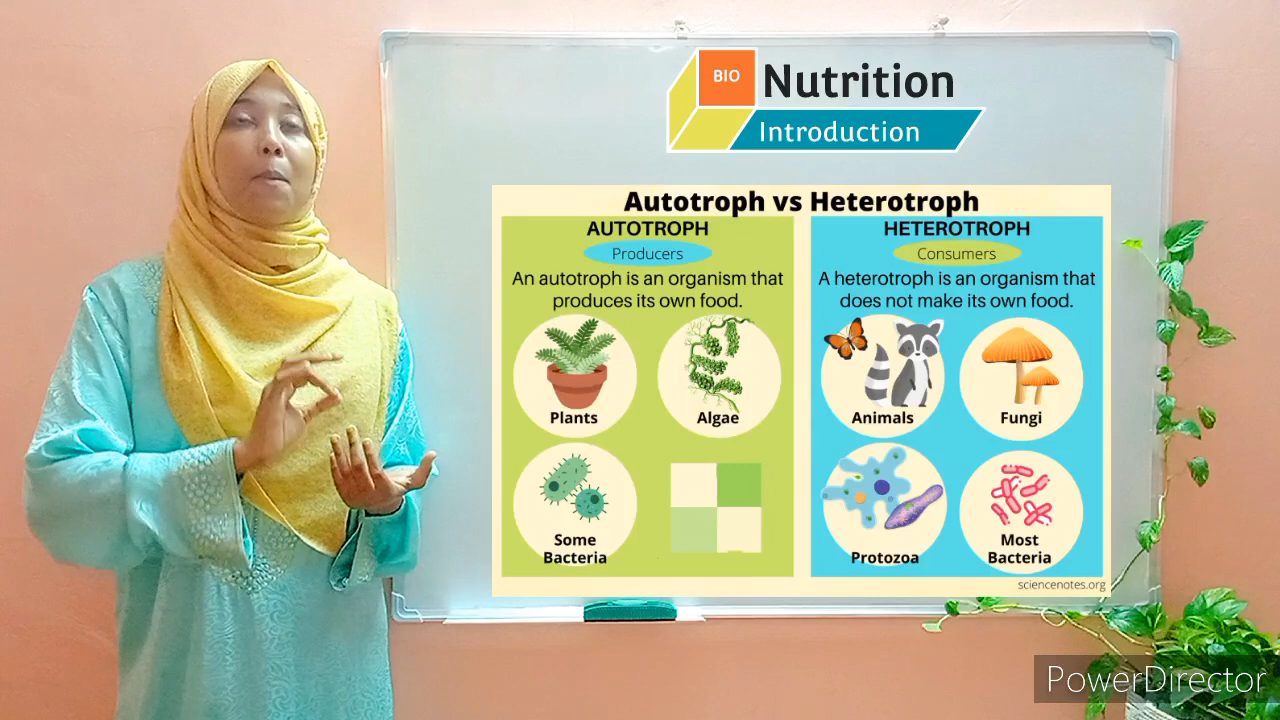 BIO
Nutrition
Introduction
Autotroph vs Heterotroph
AUTOTROPH
Producers
An autotroph is an organism that
produces its own food.
Plants
Algae
Some
Bacteria
HETEROTROPH
Consumers
A heterotroph is an organism that
does not make its own food.
Animals
Fungi
Protozoa
Most
Bacteria
sciencenotes.org
PowerDirector